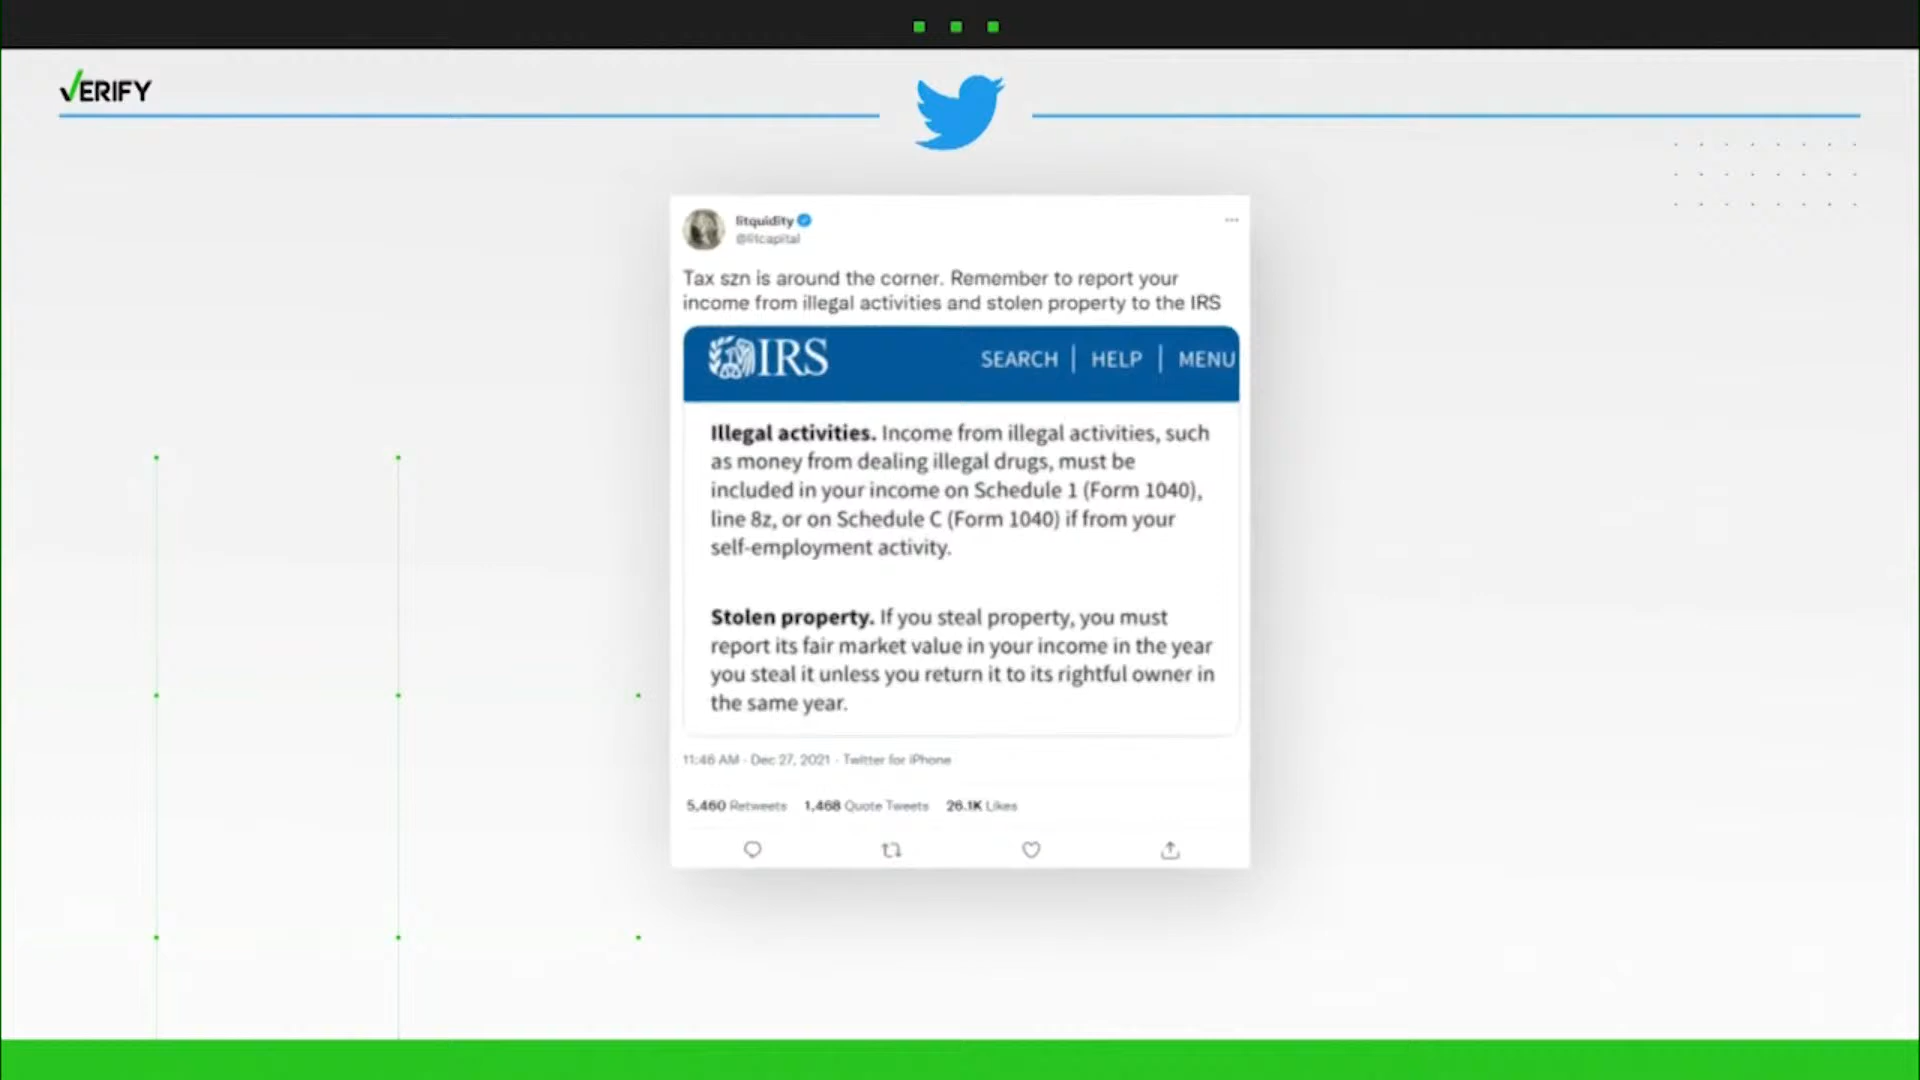 VERIFY
litquidity
@litcapital
Tax szn is around the corner. Remember to report your
income from illegal activities and stolen property to the IRS
IRS
SEARCH | HELP | MENU
Illegal activities. Income from illegal activities, such
as money from dealing illegal drugs, must be
included in your income on Schedule 1 (Form 1040),
line 8z, or on Schedule C (Form 1040) if from your
self-employment activity.
Stolen property. If you steal property, you must
report its fair market value in your income in the year
you steal it unless you return it to its rightful owner in
the same year.
11:46 AM · Dec 27, 2021 · Twitter for iPhone
5,460 Retweets 1,468 Quote Tweets 26.1K Likes